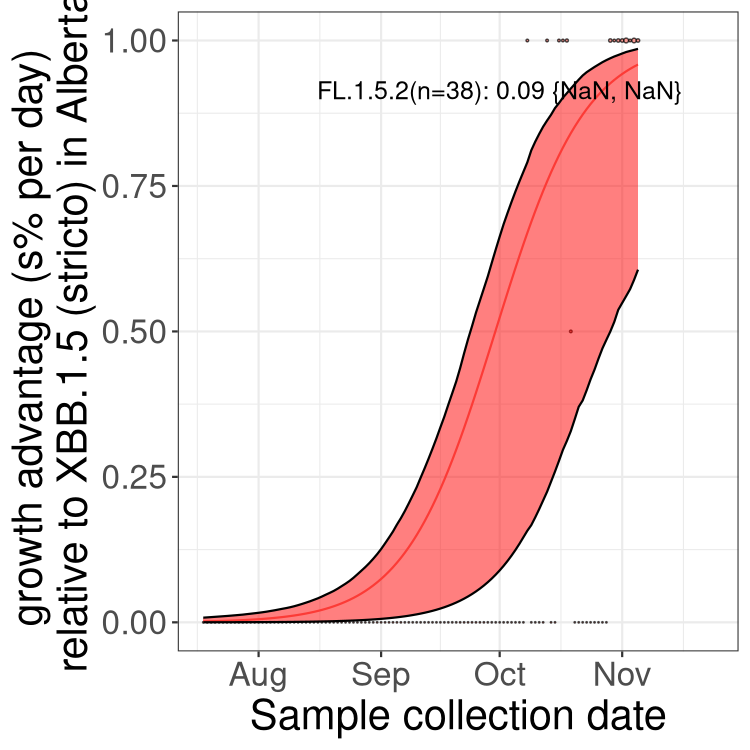 growth advantage (s% per day)
relative to XBB.1.5 (stricto) in Alberta
1.00
0.75
0.50
0.25
0.00
FL.1.5.2(n=38): 0.09 {NaN, NaN}
Aug Sep Oct Nov
Sample collection date